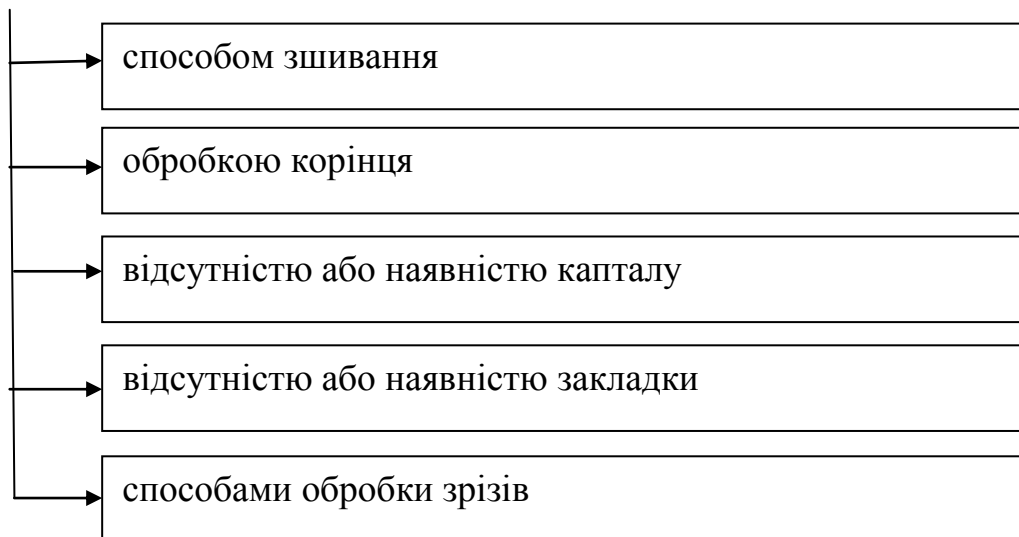 способом зшивання
обробкою корінця
відсутністю або наявністю капталу
відсутністю або наявністю закладки
способами обробки зрізів